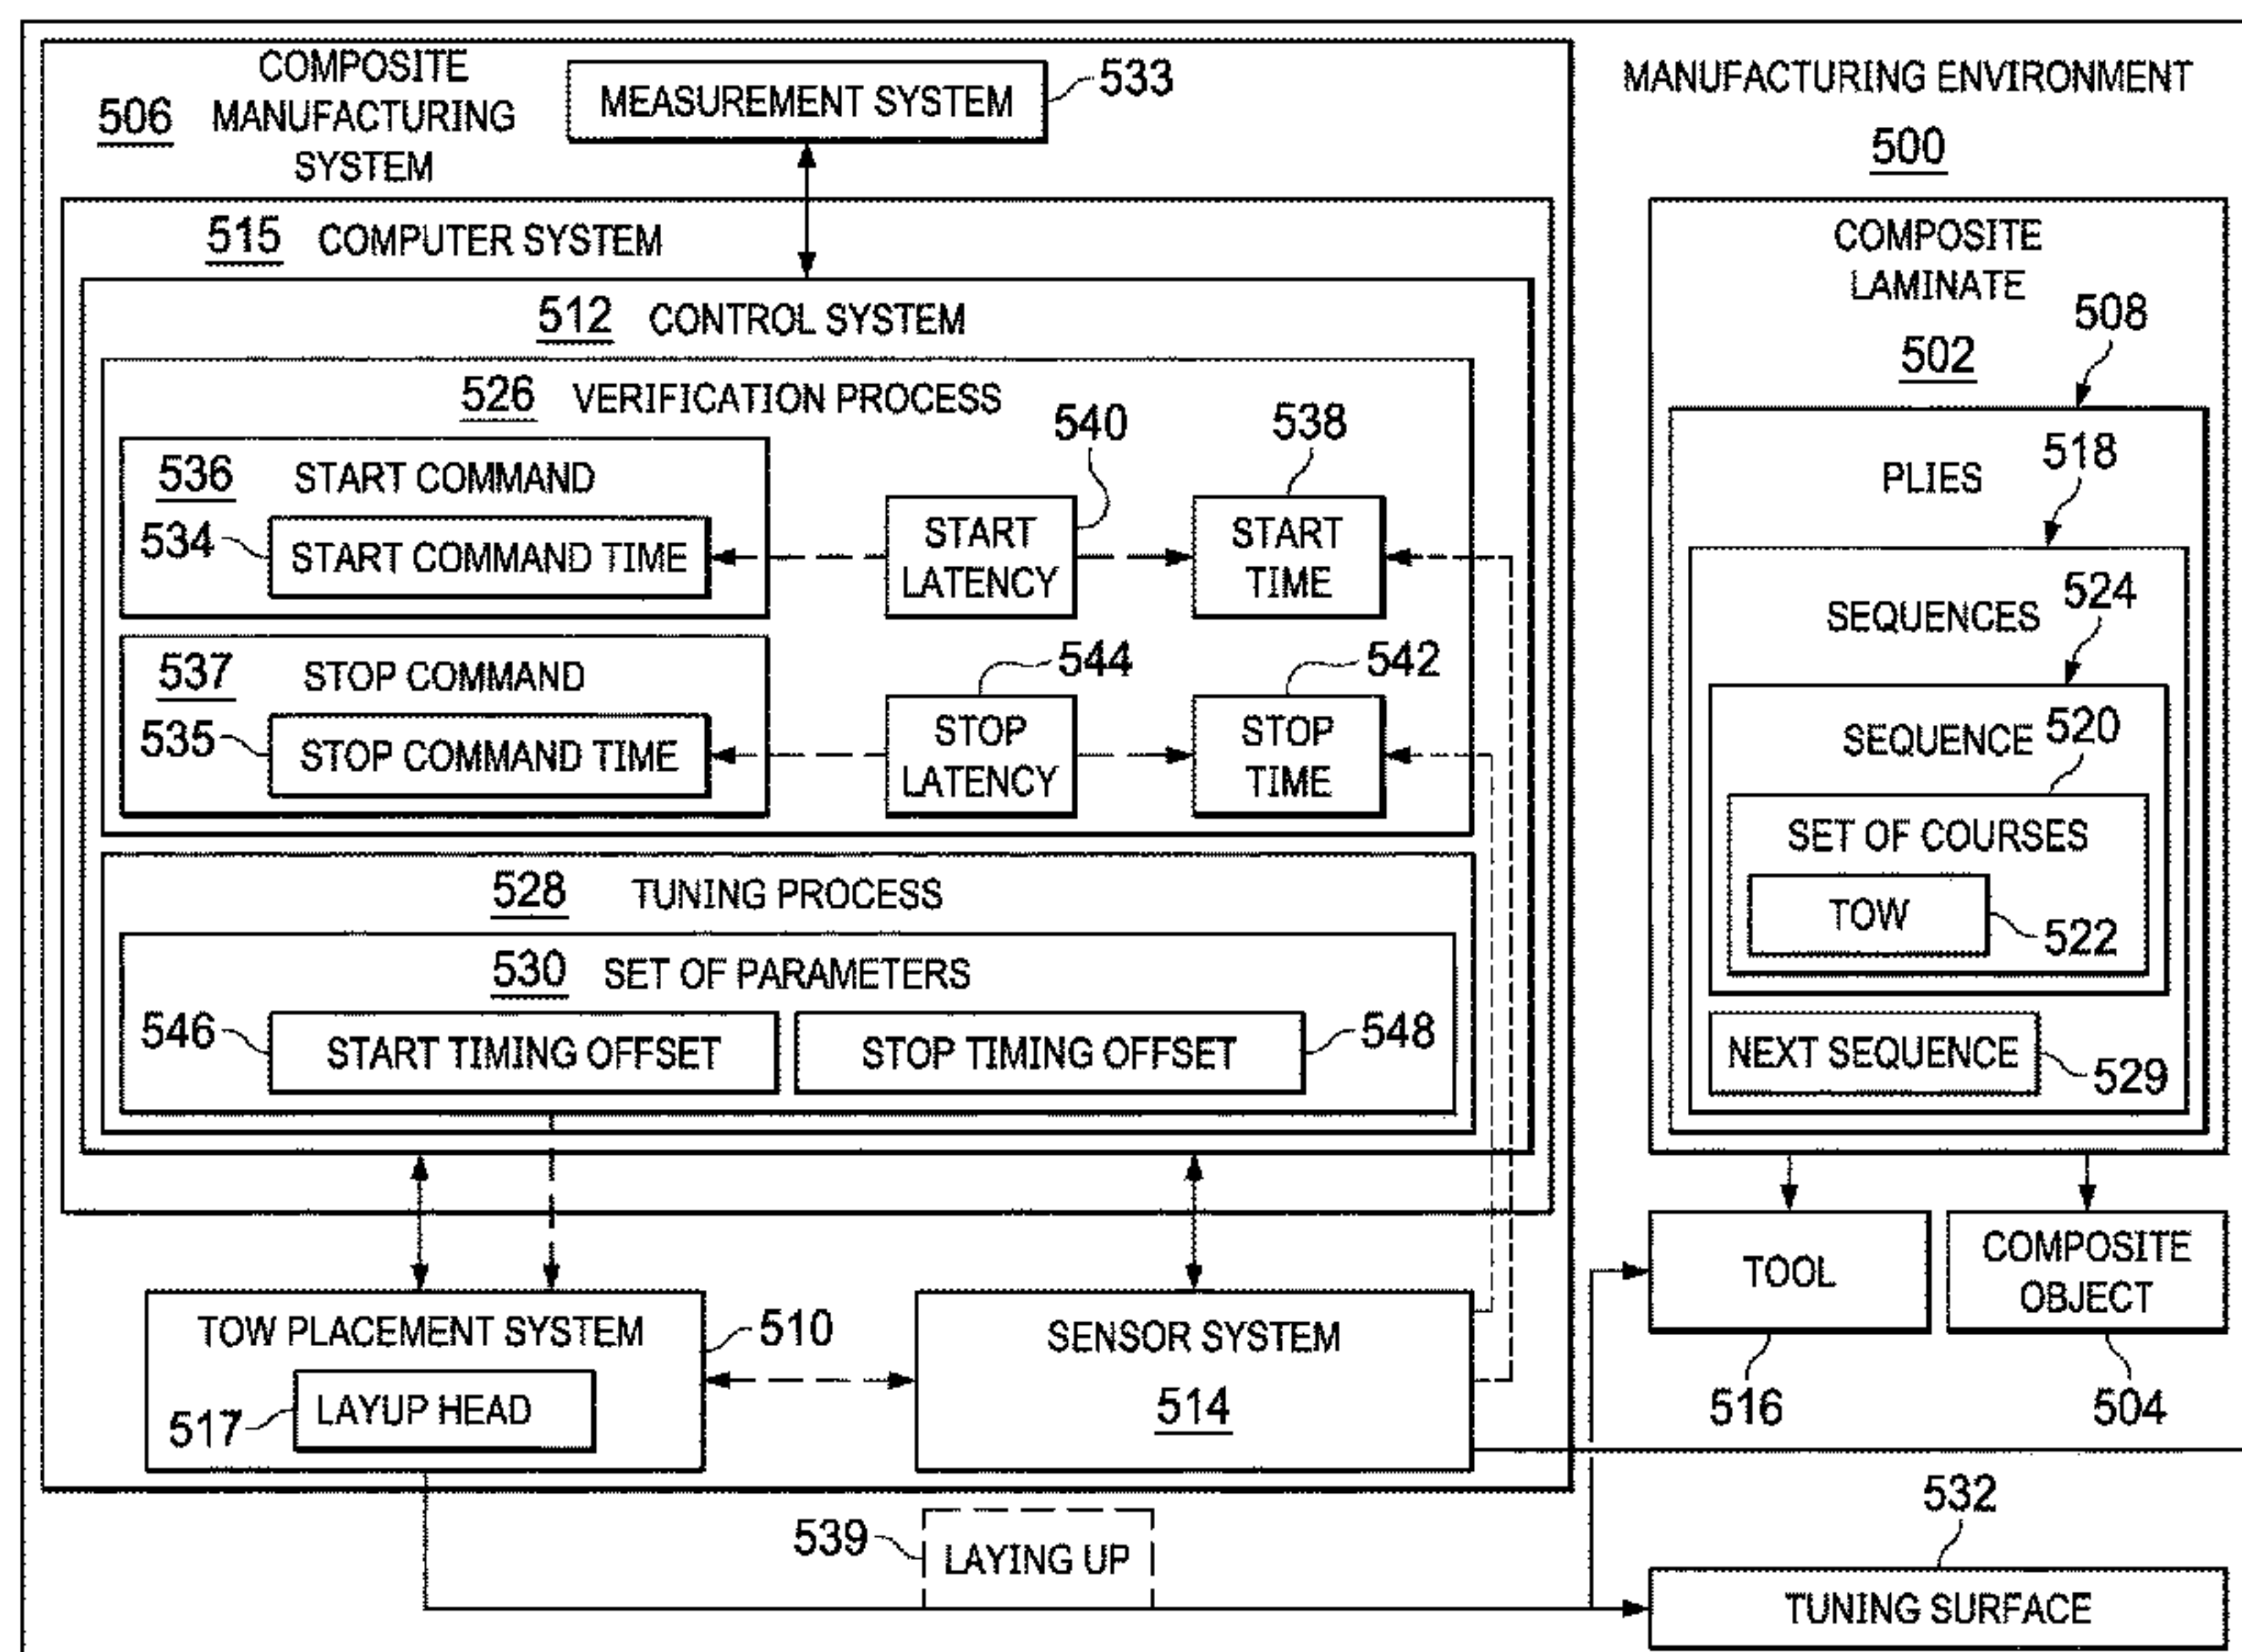 COMPOSITE
506 MANUFACTURING
SYSTEM
MEASUREMENT SYSTEM 533
MANUFACTURING ENVIRONMENT
500
515 COMPUTER SYSTEM
512 CONTROL SYSTEM
526 VERIFICATION PROCESS
536 START COMMAND
534 START COMMAND TIME
540
START
LATENCY
538
START
TIME
537 STOP COMMAND
535 STOP COMMAND TIME
544
STOP
LATENCY
542
STOP
TIME
528 TUNING PROCESS
530 SET OF PARAMETERS
546 START TIMING OFFSET
STOP TIMING OFFSET 548
TOW PLACEMENT SYSTEM 510
517 LAYUP HEAD
SENSOR SYSTEM
514
COMPOSITE
LAMINATE
502
508
PLIES
518
SEQUENCES
524
SEQUENCE 520
SET OF COURSES
TOW 522
NEXT SEQUENCE 529
TOOL
516
COMPOSITE
OBJECT
504
539 LAYING UP
532
TUNING SURFACE